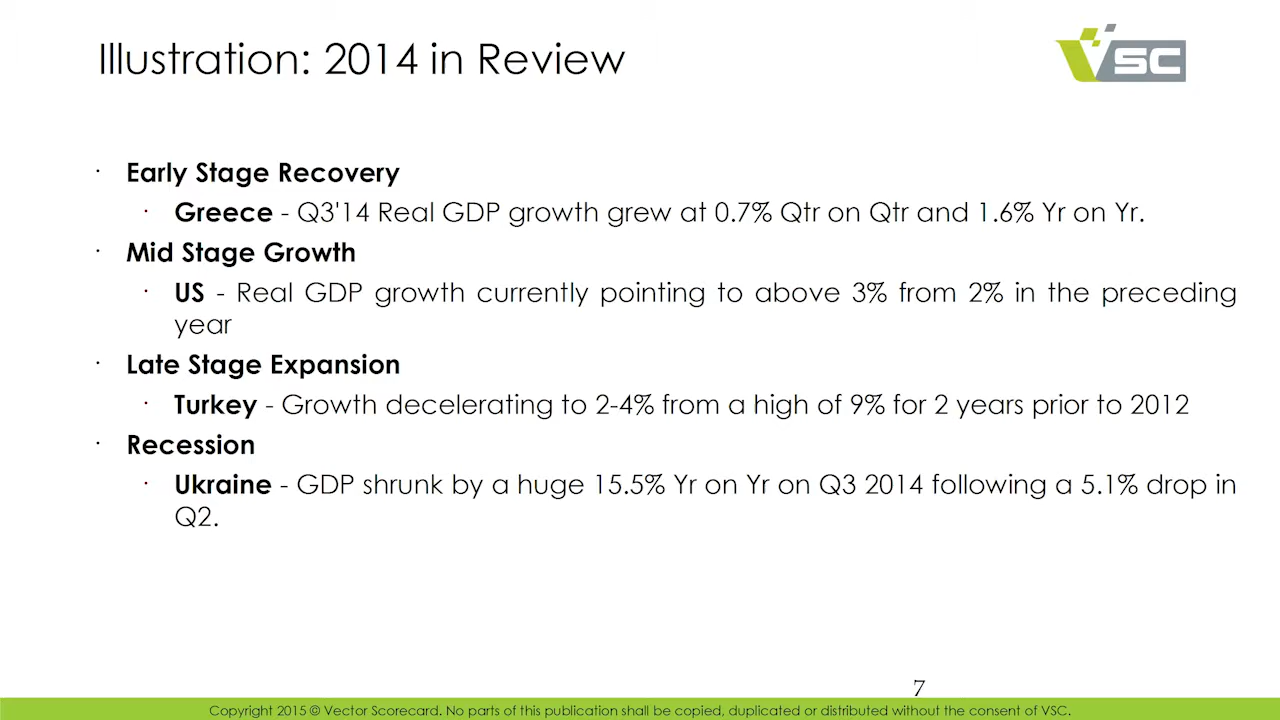 Illustration: 2014 in Review
VSC
· Early Stage Recovery
· Greece - Q3'14 Real GDP growth grew at 0.7% Qtr on Qtr and 1.6% Yr on Yr.
· Mid Stage Growth
· US - Real GDP growth currently pointing to above 3% from 2% in the preceding
year
· Late Stage Expansion
· Turkey - Growth decelerating to 2-4% from a high of 9% for 2 years prior to 2012
· Recession
· Ukraine - GDP shrunk by a huge 15.5% Yr on Yr on Q3 2014 following a 5.1% drop in
Q2.
7
Copyright 2015 © Vector Scorecard. No parts of this publication shall be copied, duplicated or distributed without the consent of VSC.